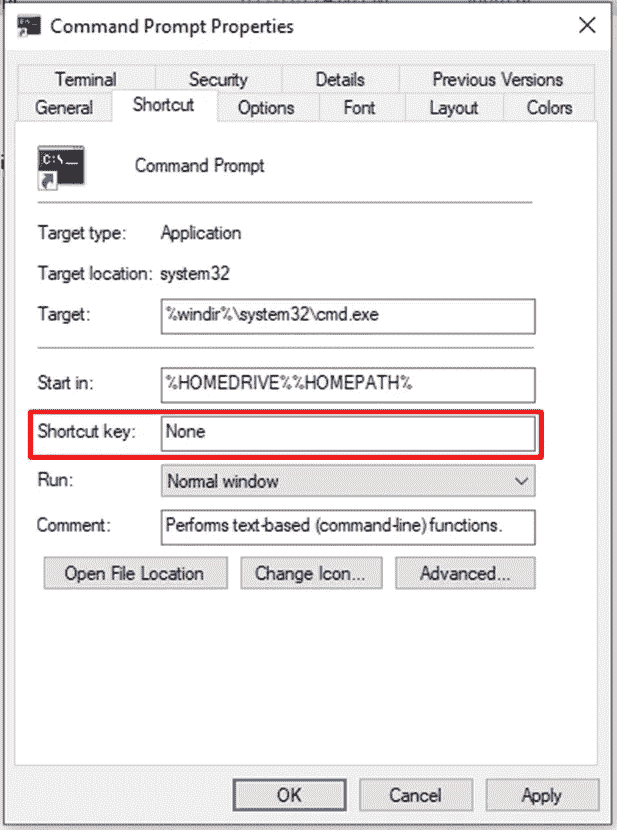 Command Prompt Properties
Terminal Security Details Previous Versions
General Shortcut Options Font Layout Colors
C:\_
Command Prompt
Target type: Application
Target location: system32
Target: %windir%\system32\cmd.exe
Start in: %HOMEDRIVE%%HOMEPATH%
Shortcut key: None
Run: Normal window
Comment: Performs text-based (command-line) functions.
Open File Location Change Icon... Advanced...
OK Cancel Apply